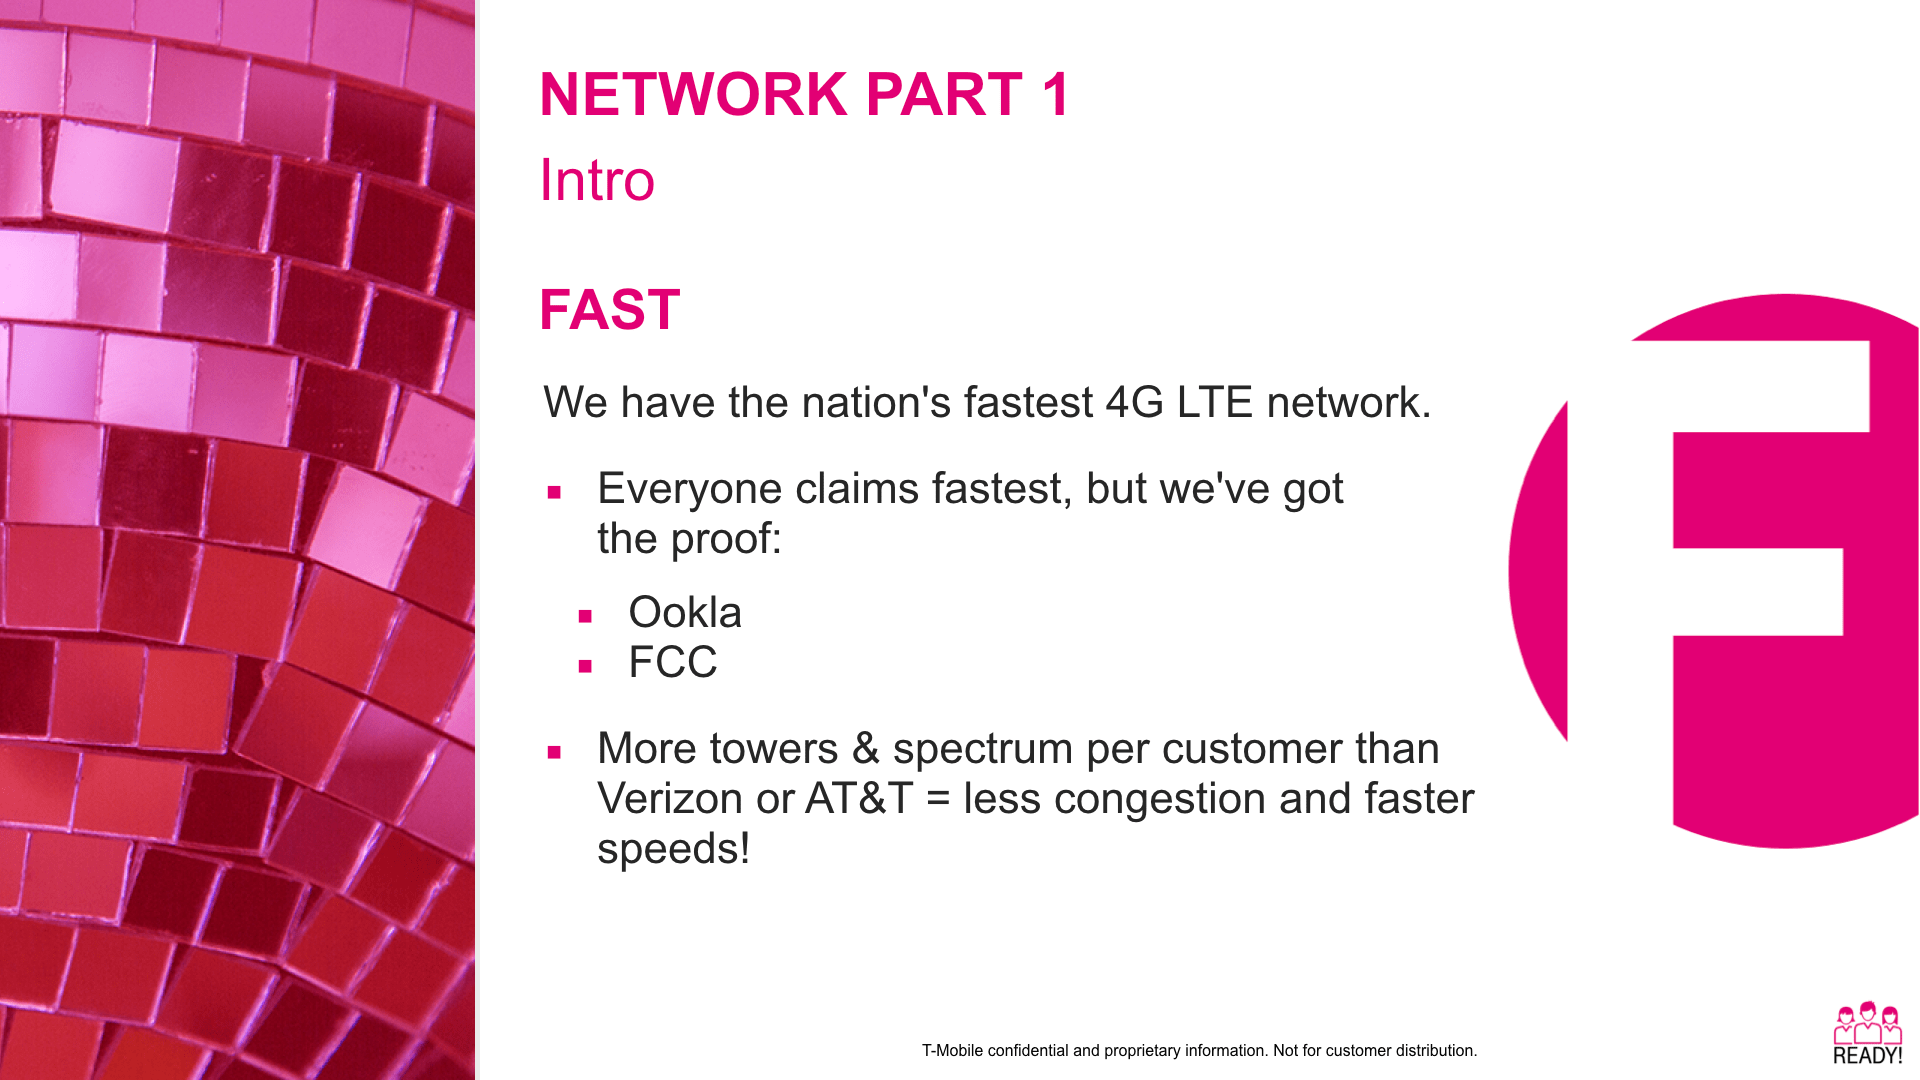 NETWORK PART 1
Intro
FAST
We have the nation's fastest 4G LTE network.
Everyone claims fastest, but we've got
the proof:
Ookla
FCC
More towers & spectrum per customer than
Verizon or AT&T = less congestion and faster
speeds!
F
T-Mobile confidential and proprietary information. Not for customer distribution.
READY!